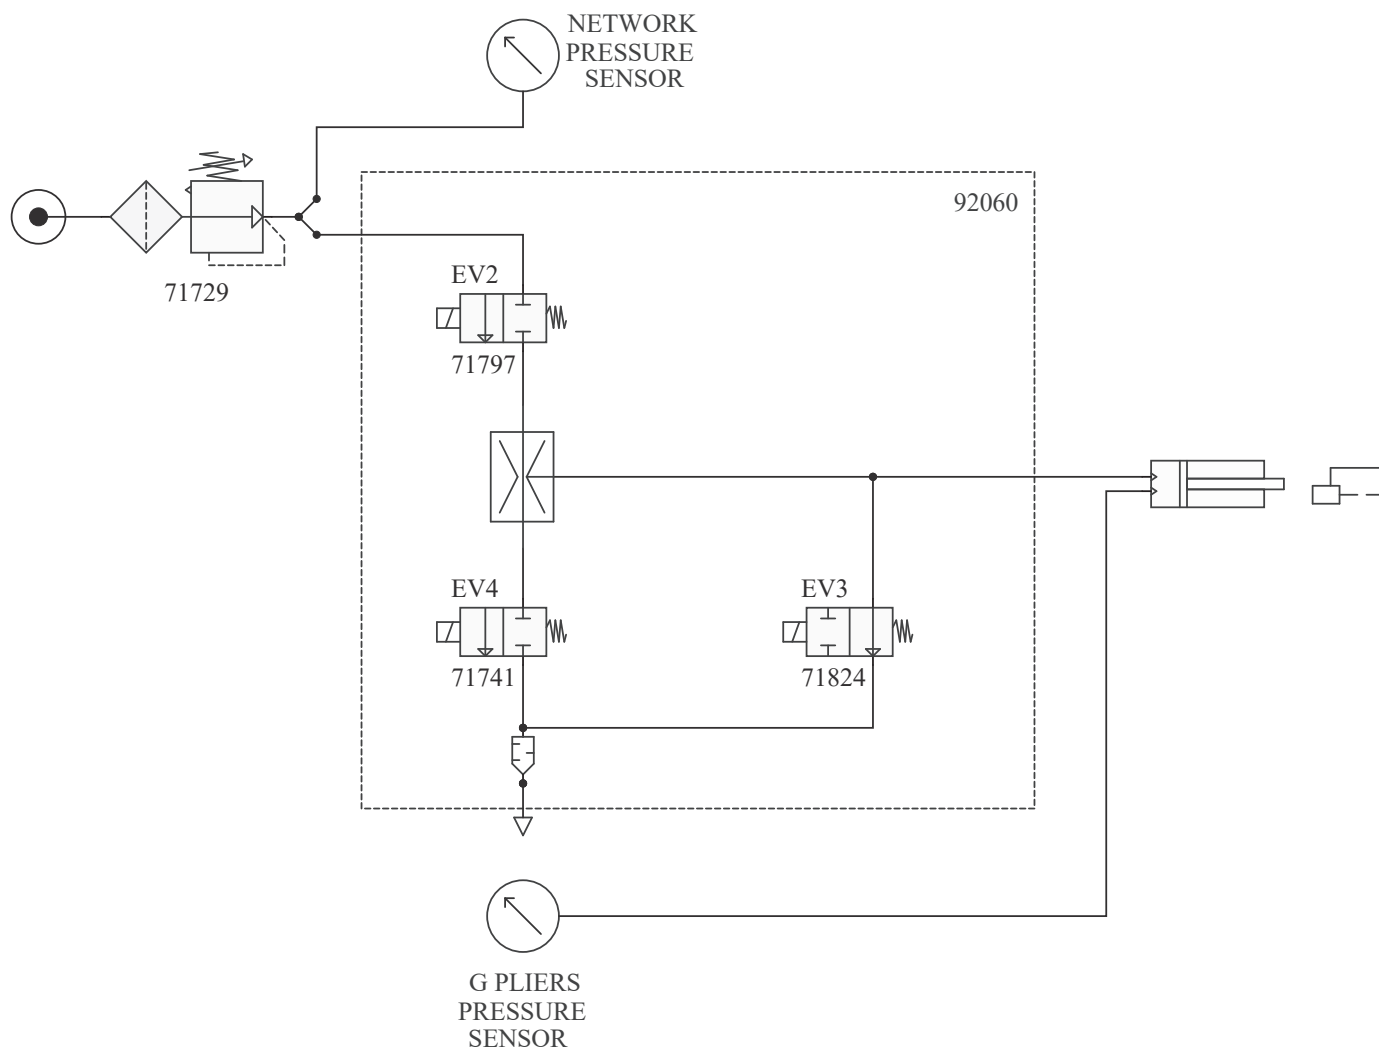 NETWORK
PRESSURE
SENSOR
92060
EV2
71729
71797
EV4
EV3
71741
71824
G PLIERS
PRESSURE
SENSOR